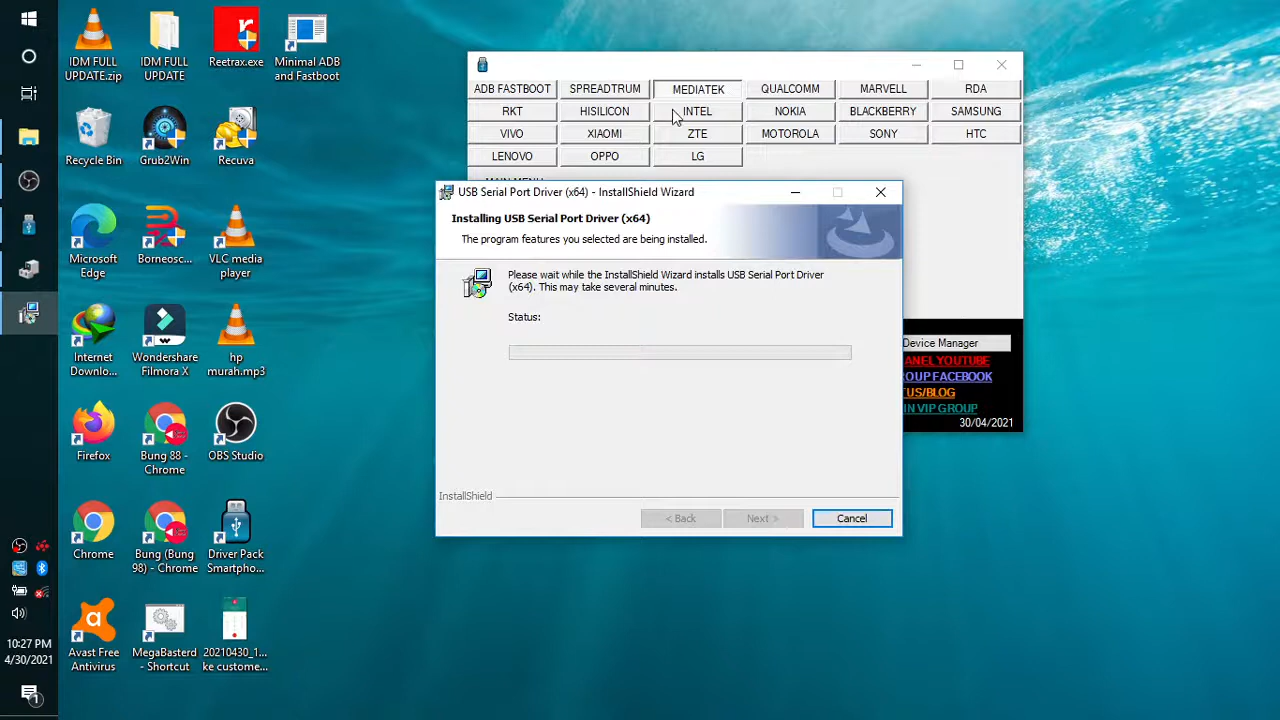 IDM FULL
UPDATE.zip
IDM FULL
UPDATE
Reetrax.exe
Minimal ADB
and Fastboot
Recycle Bin
Grub2Win
Recuva
Microsoft
Edge
Borneosc...
VLC media
player
Internet
Downlo...
Wondershare
Filmora X
hp
murah.mp3
Firefox
Bung 88 -
Chrome
OBS Studio
Chrome
Bung (Bung
98) - Chrome
Driver Pack
Smartpho...
Avast Free
Antivirus
MegaBasterd
- Shortcut
20210430_1...
ke custome...
10:27 PM
4/30/2021
1
ADB FASTBOOT SPREADTRUM MEDIATEK QUALCOMM MARVELL RDA
RKT HISILICON INTEL NOKIA BLACKBERRY SAMSUNG
VIVO XIAOMI ZTE MOTOROLA SONY HTC
LENOVO OPPO LG
USB Serial Port Driver (x64) - InstallShield Wizard
Installing USB Serial Port Driver (x64)
The program features you selected are being installed.
Please wait while the InstallShield Wizard installs USB Serial Port Driver
(x64). This may take several minutes.
Status:
InstallShield
< Back Next > Cancel
Device Manager
ANEL YOUTUBE
OUP FACEBOOK
TUS/BLOG
IN VIP GROUP
30/04/2021